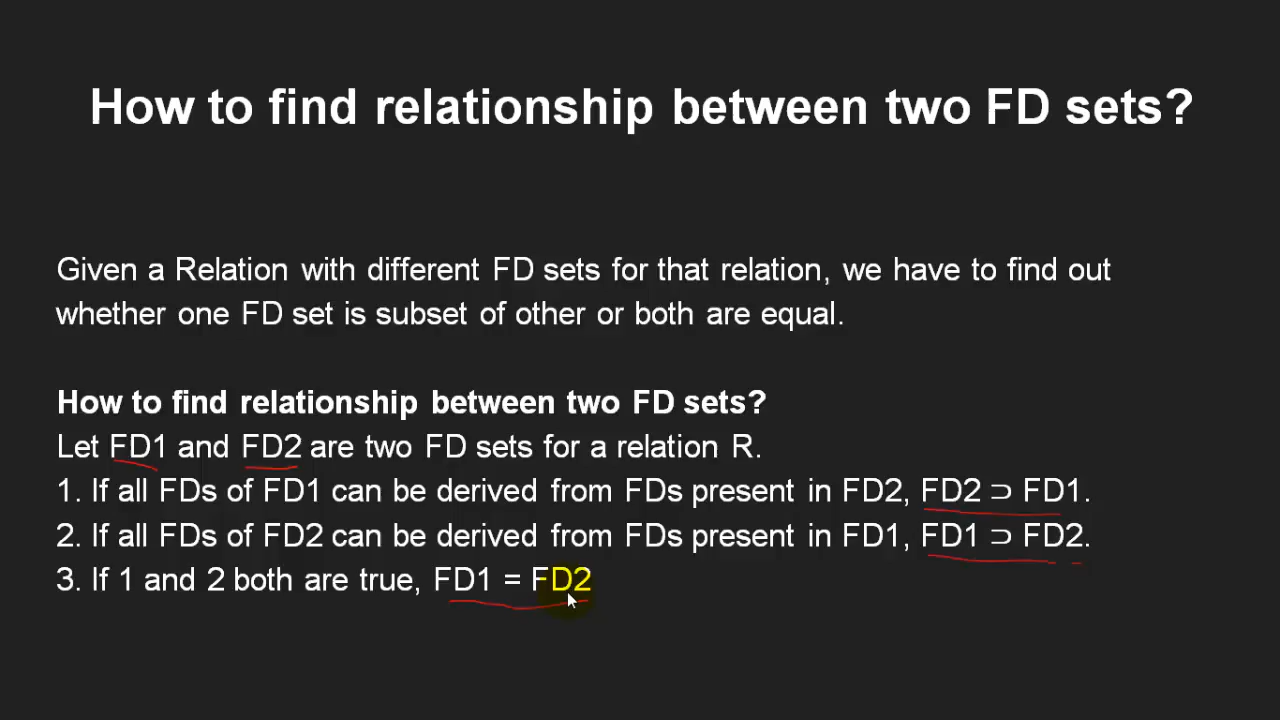 How to find relationship between two FD sets?
Given a Relation with different FD sets for that relation, we have to find out
whether one FD set is subset of other or both are equal.
How to find relationship between two FD sets?
Let FD1 and FD2 are two FD sets for a relation R.
1. If all FDs of FD1 can be derived from FDs present in FD2, FD2 ⊃ FD1.
2. If all FDs of FD2 can be derived from FDs present in FD1, FD1 ⊃ FD2.
3. If 1 and 2 both are true, FD1 = FD2